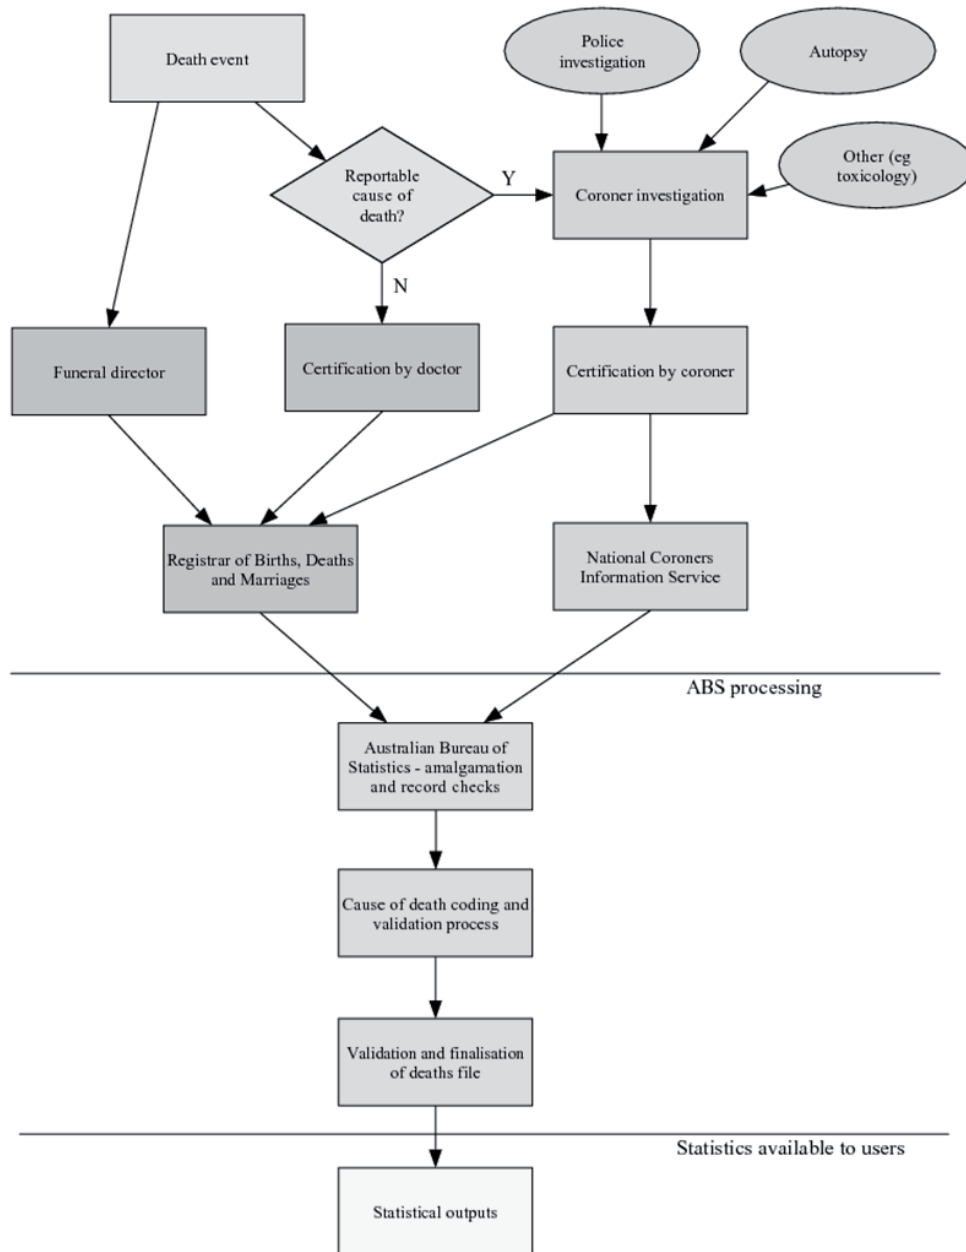 Death event
Police
investigation
Autopsy
Other (eg
toxicology)
Reportable
cause of
death?
Y
Coroner investigation
N
Funeral director
Certification by doctor
Certification by coroner
Registrar of Births, Deaths
and Marriages
National Coroners
Information Service
ABS processing
Australian Bureau of
Statistics - amalgamation
and record checks
Cause of death coding and
validation process
Validation and finalisation
of deaths file
Statistics available to users
Statistical outputs